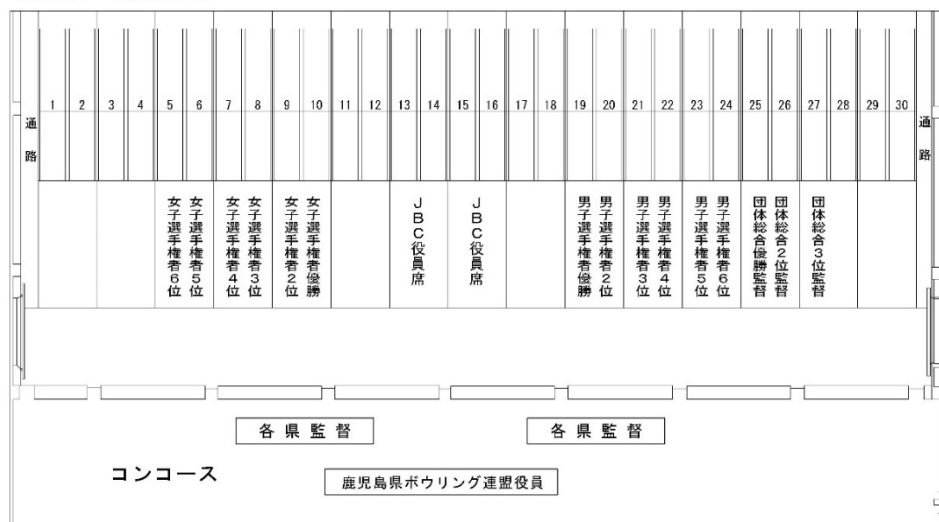 1 2 3 4 5 6 7 8 9 10 11 12 13 14 15 16 17 18 19 20 21 22 23 24 25 26 27 28 29 30
通路
通路
女子選手権者6位
女子選手権者5位
女子選手権者4位
女子選手権者3位
女子選手権者2位
女子選手権者優勝
JBC役員席
JBC役員席
男子選手権者優勝
男子選手権者2位
男子選手権者3位
男子選手権者4位
男子選手権者5位
男子選手権者6位
団体総合優勝監督
団体総合2位監督
団体総合3位監督
各県監督
各県監督
コンコース
鹿児島県ボウリング連盟役員